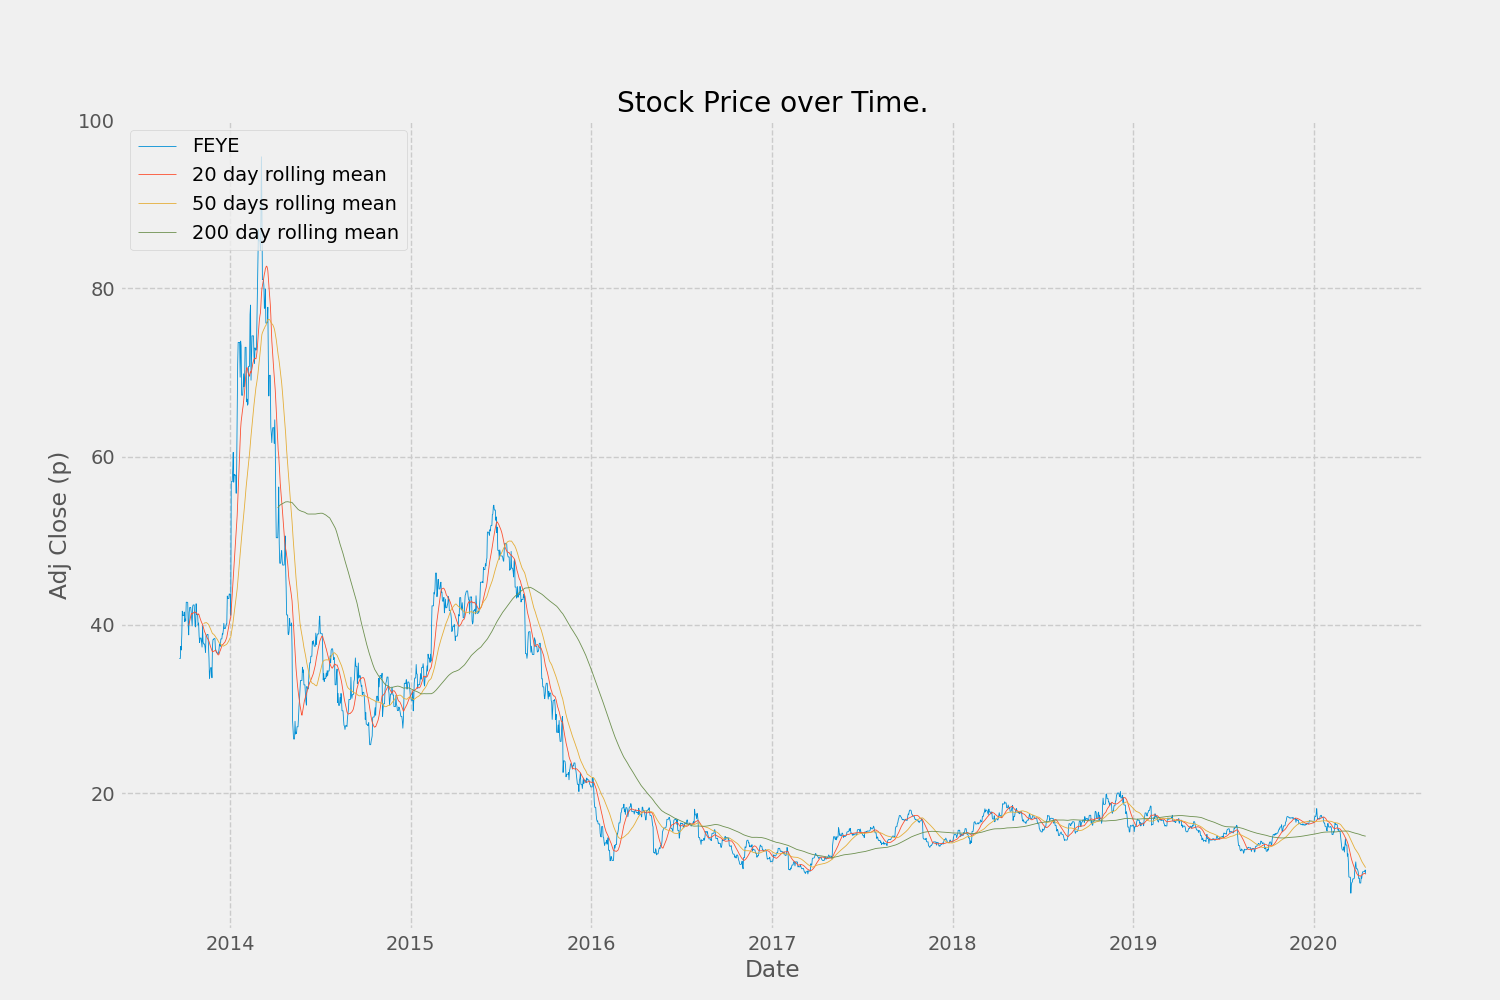 Stock Price over Time.
100
80
60
40
20
Adj Close (p)
FEYE
20 day rolling mean
50 days rolling mean
200 day rolling mean
2014 2015 2016 2017 2018 2019 2020
Date